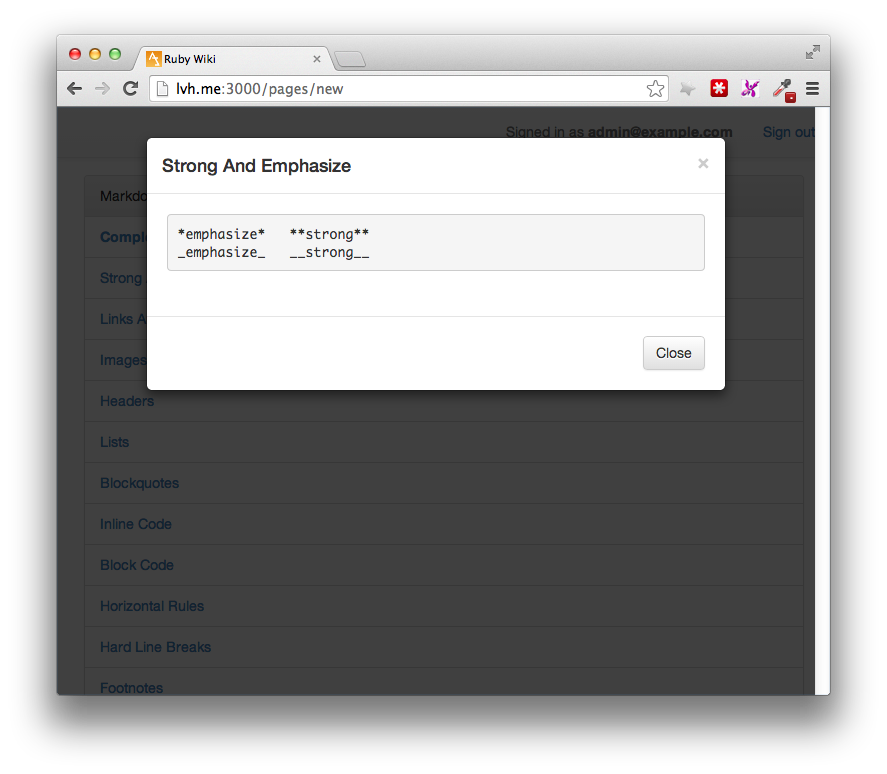 Ruby Wiki
lvh.me:3000/pages/new
Signed in as admin@example.com Sign out
Strong And Emphasize ×
*emphasize* **strong**
_emphasize_ __strong__
Close
Strong
Links A
Images
Headers
Lists
Blockquotes
Inline Code
Block Code
Horizontal Rules
Hard Line Breaks
Footnotes